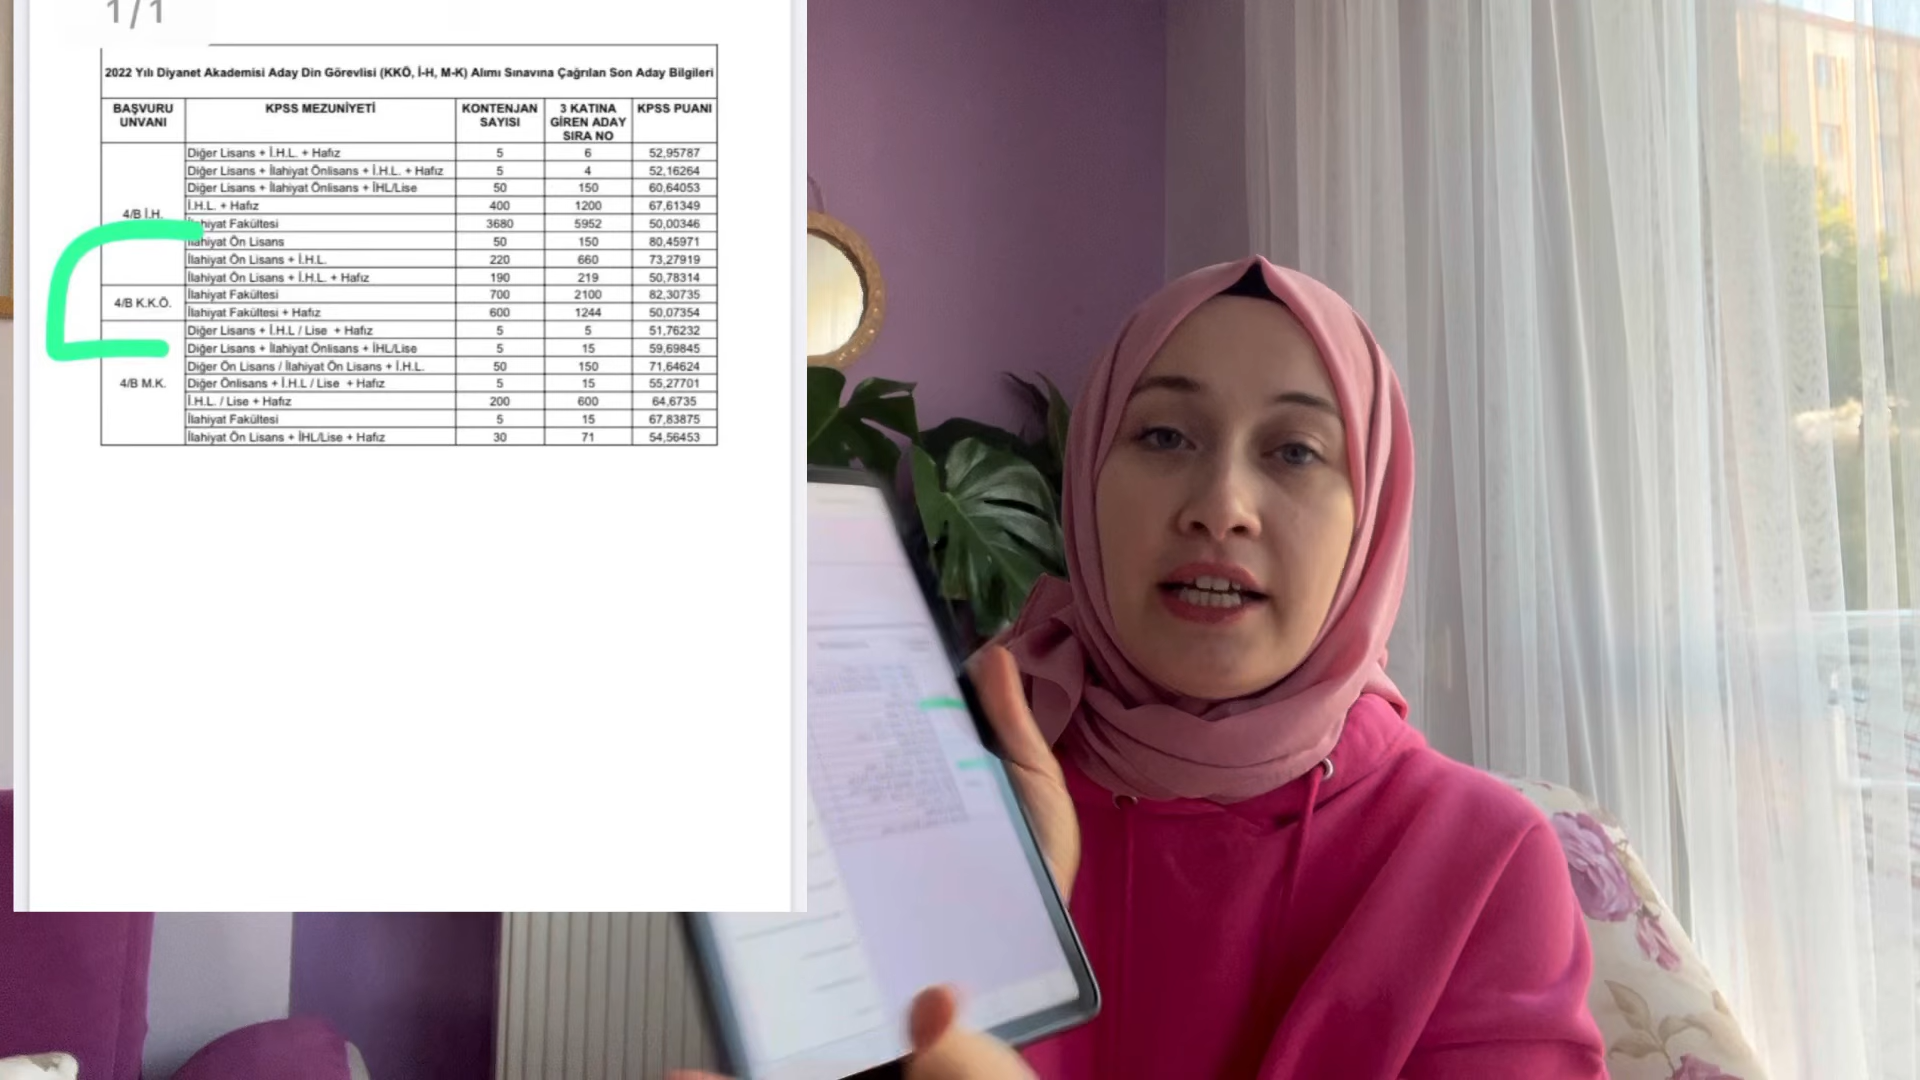 1/1
2022 Yılı Diyanet Akademisi Aday Din Görevlisi (KKÖ, İ-H, M-K) Alımı Sınavına Çağrılan Son Aday Bilgileri
BAŞVURU UNVANI KPSS MEZUNİYETİ KONTENJAN SAYISI 3 KATINA GİREN ADAY SIRA NO KPSS PUANI
4/B İ.H.
Diğer Lisans + İ.H.L. + Hafız 5 6 52,95787
Diğer Lisans + İlahiyat Önlisans + İ.H.L. + Hafız 5 4 52,16264
Diğer Lisans + İlahiyat Önlisans + İHL/Lise 50 150 60,64053
İ.H.L. + Hafız 400 1200 67,61349
İlahiyat Fakültesi 3680 5952 50,00346
İlahiyat Ön Lisans 50 150 80,45971
İlahiyat Ön Lisans + İ.H.L. 220 660 73,27919
İlahiyat Ön Lisans + İ.H.L. + Hafız 190 219 50,78314
4/B K.K.Ö.
İlahiyat Fakültesi 700 2100 82,30735
İlahiyat Fakültesi + Hafız 600 1244 50,07354
4/B M.K.
Diğer Lisans + İ.H.L / Lise + Hafız 5 5 51,76232
Diğer Lisans + İlahiyat Önlisans + İHL/Lise 5 15 59,69845
Diğer Ön Lisans / İlahiyat Ön Lisans + İ.H.L. 50 150 71,64624
Diğer Önlisans + İ.H.L / Lise + Hafız 5 15 55,27701
İ.H.L. / Lise + Hafız 200 600 64,6735
İlahiyat Fakültesi 5 15 67,83875
İlahiyat Ön Lisans + İHL/Lise + Hafız 30 71 54,56453